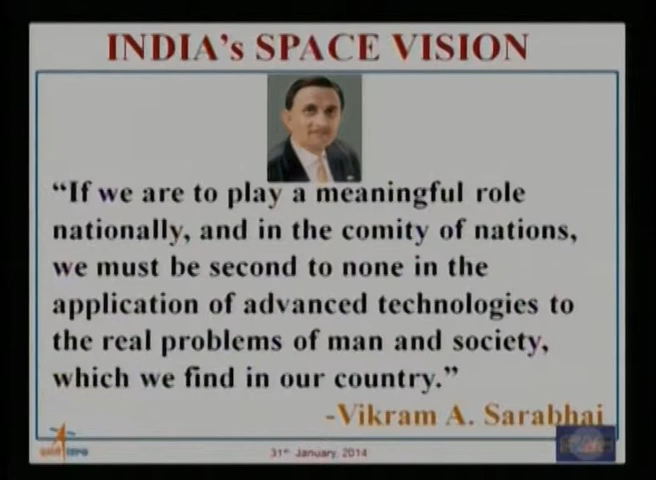 INDIA's SPACE VISION
“If we are to play a meaningful role
nationally, and in the comity of nations,
we must be second to none in the
application of advanced technologies to
the real problems of man and society,
which we find in our country.”
-Vikram A. Sarabhai
31st January, 2014